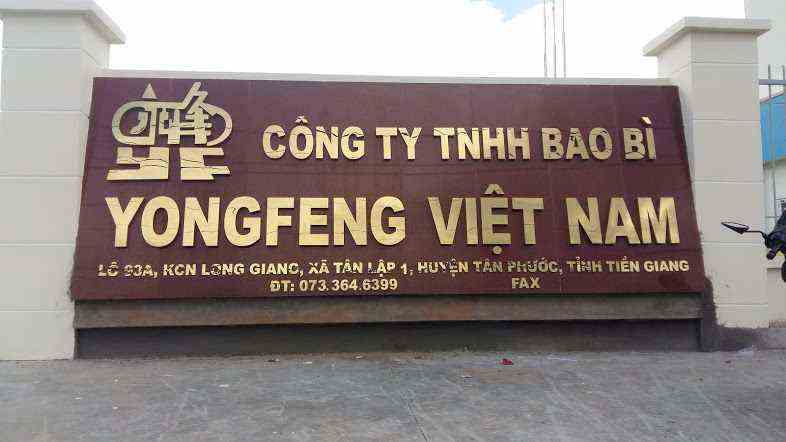 CÔNG TY TNHH BAO BÌ
YONGFENG VIỆT NAM
LÔ 93A, KCN LONG GIANG, XÃ TÂN LẬP 1, HUYỆN TÂN PHƯỚC, TỈNH TIỀN GIANG
ĐT: 073.364.6399 FAX